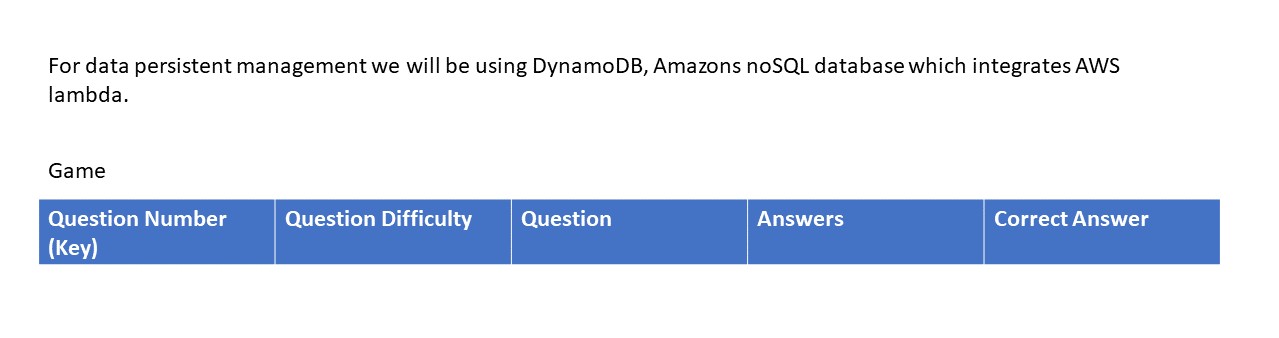 For data persistent management we will be using DynamoDB, Amazons noSQL database which integrates AWS
lambda.
Game
Question Number (Key)
Question Difficulty
Question
Answers
Correct Answer